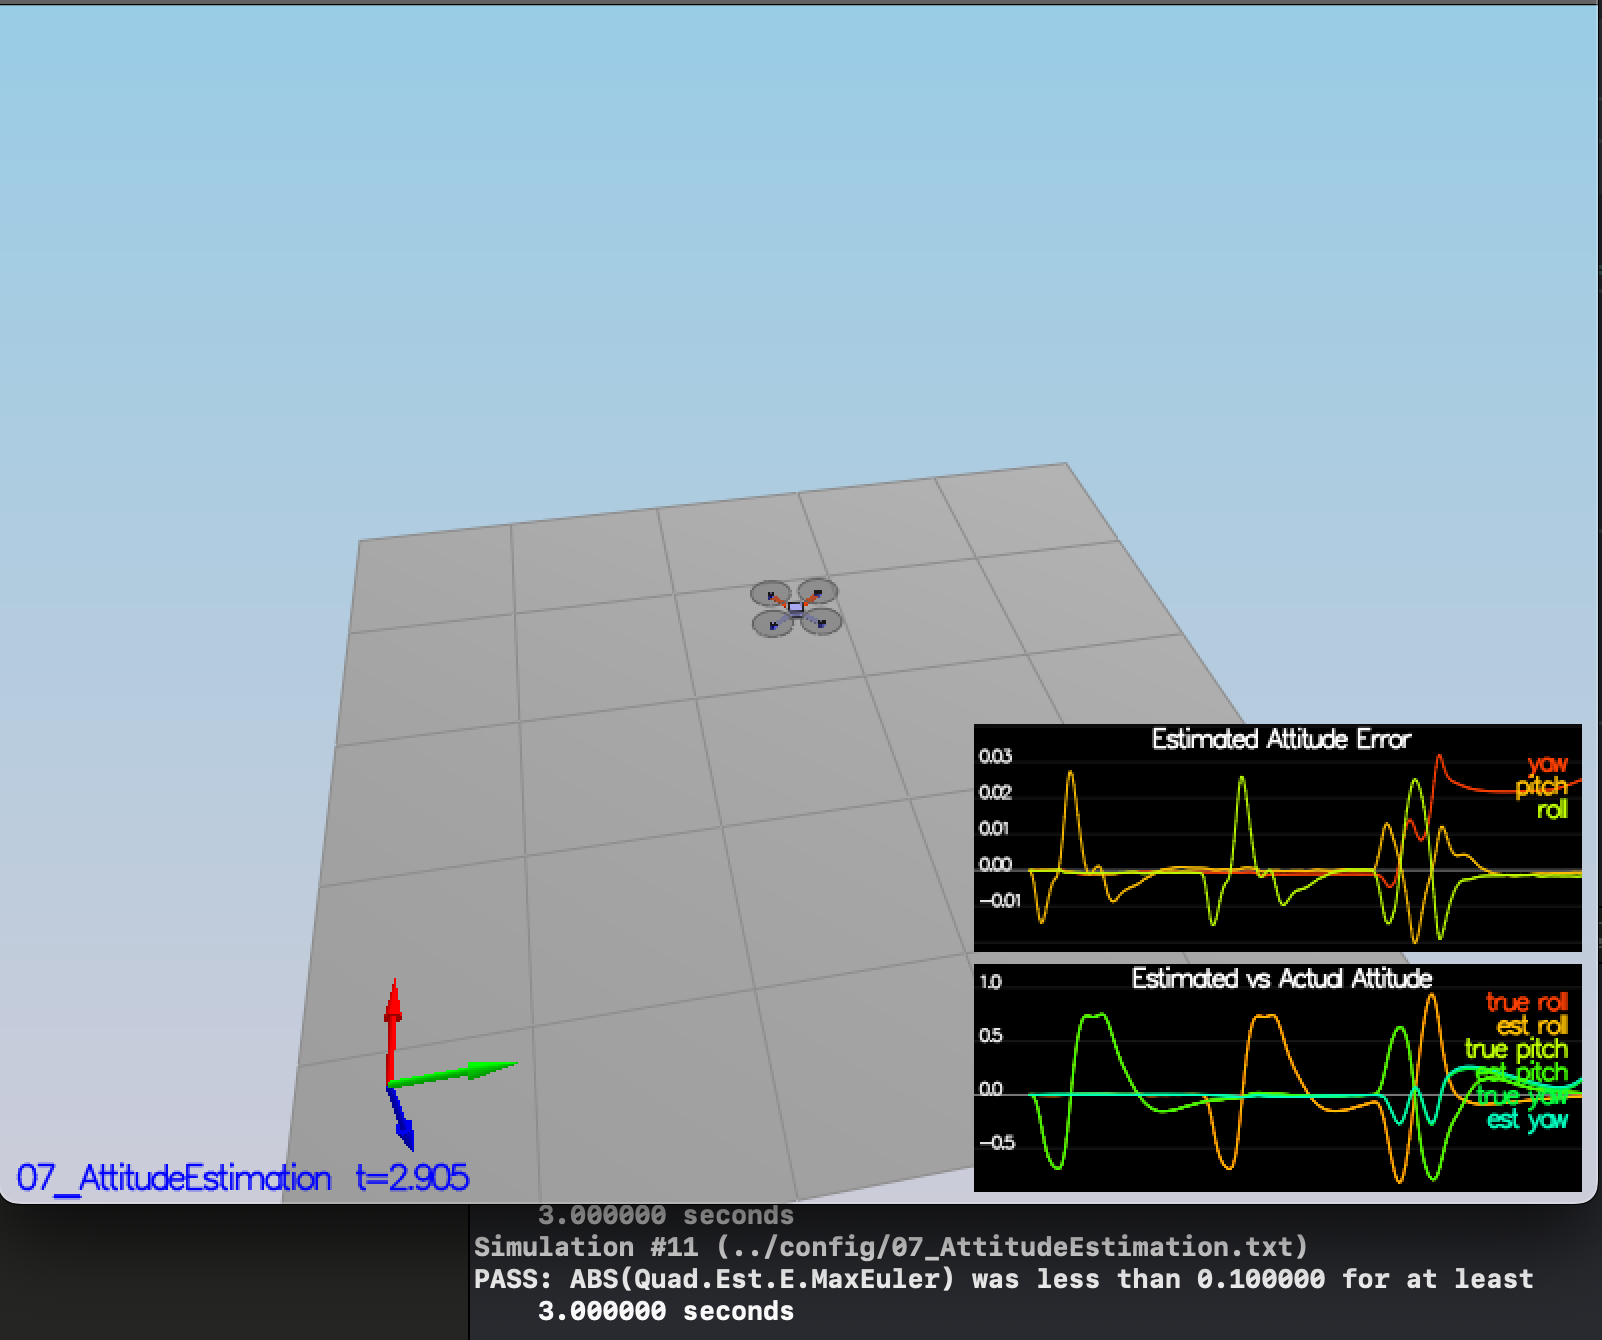 Estimated Attitude Error
0.03
0.02
0.01
0.00
-0.01
yaw
pitch
roll
Estimated vs Actual Attitude
1.0
0.5
0.0
-0.5
true roll
est roll
true pitch
est pitch
true yaw
est yaw
07_AttitudeEstimation t=2.905
3.000000 seconds
Simulation #11 (../config/07_AttitudeEstimation.txt)
PASS: ABS(Quad.Est.E.MaxEuler) was less than 0.100000 for at least
3.000000 seconds